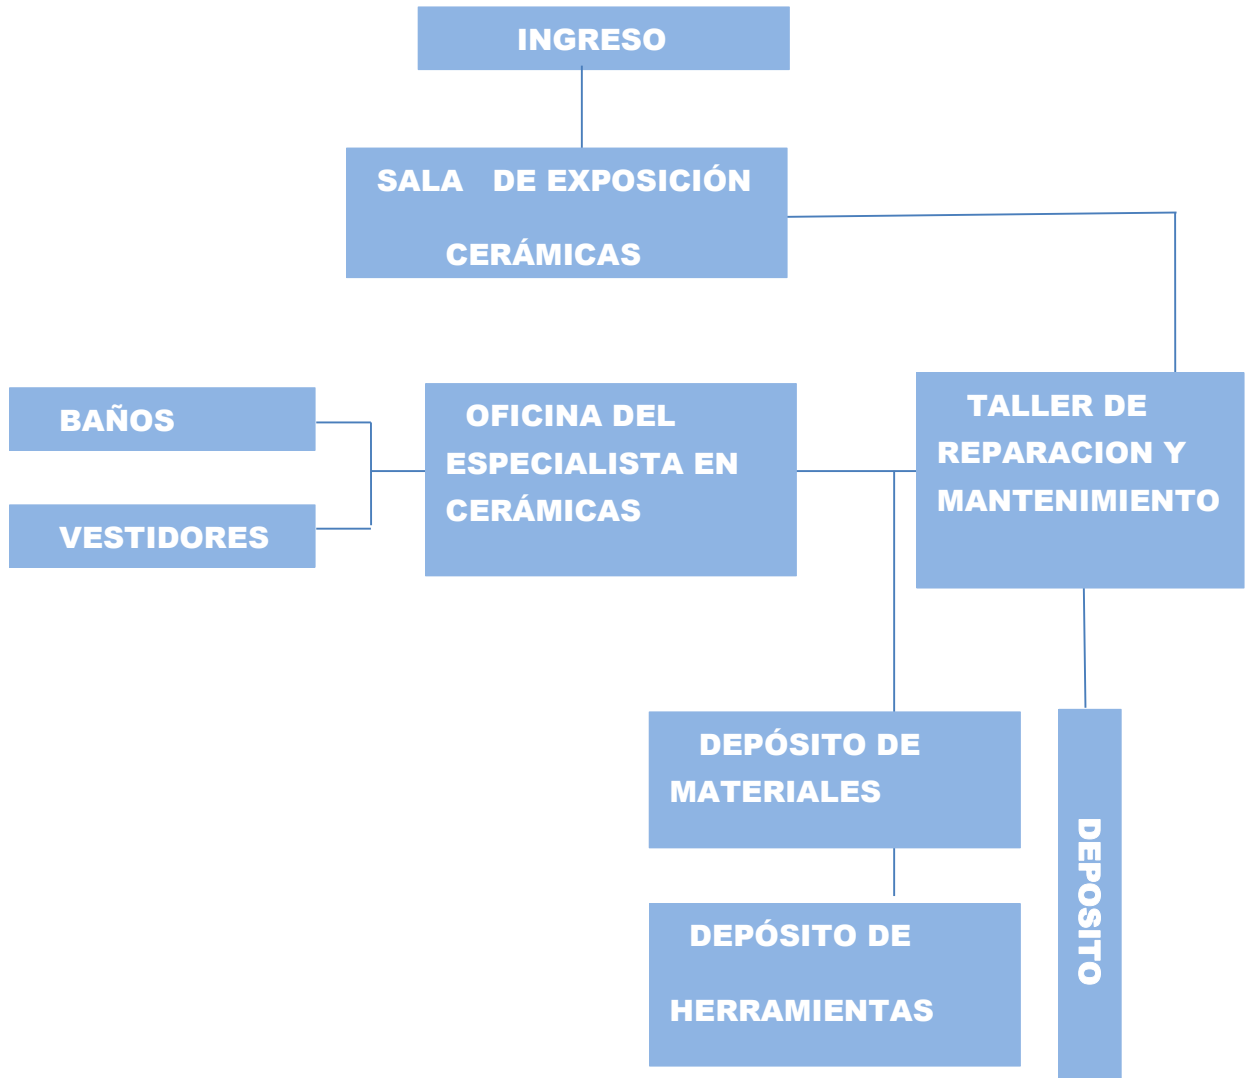 INGRESO
SALA DE EXPOSICIÓN
CERÁMICAS
BAÑOS
VESTIDORES
OFICINA DEL
ESPECIALISTA EN
CERÁMICAS
TALLER DE
REPARACION Y
MANTENIMIENTO
DEPÓSITO DE
MATERIALES
DEPÓSITO DE
HERRAMIENTAS
DEPOSITO